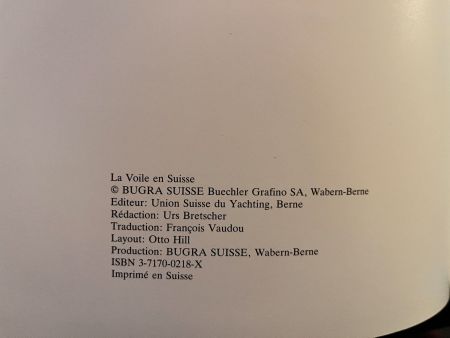 La Voile en Suisse
© BUGRA SUISSE Buechler Grafino SA, Wabern-Berne
Editeur: Union Suisse du Yachting, Berne
Rédaction: Urs Bretscher
Traduction: François Vaudou
Layout: Otto Hill
Production: BUGRA SUISSE, Wabern-Berne
ISBN 3-7170-0218-X
Imprimé en Suisse